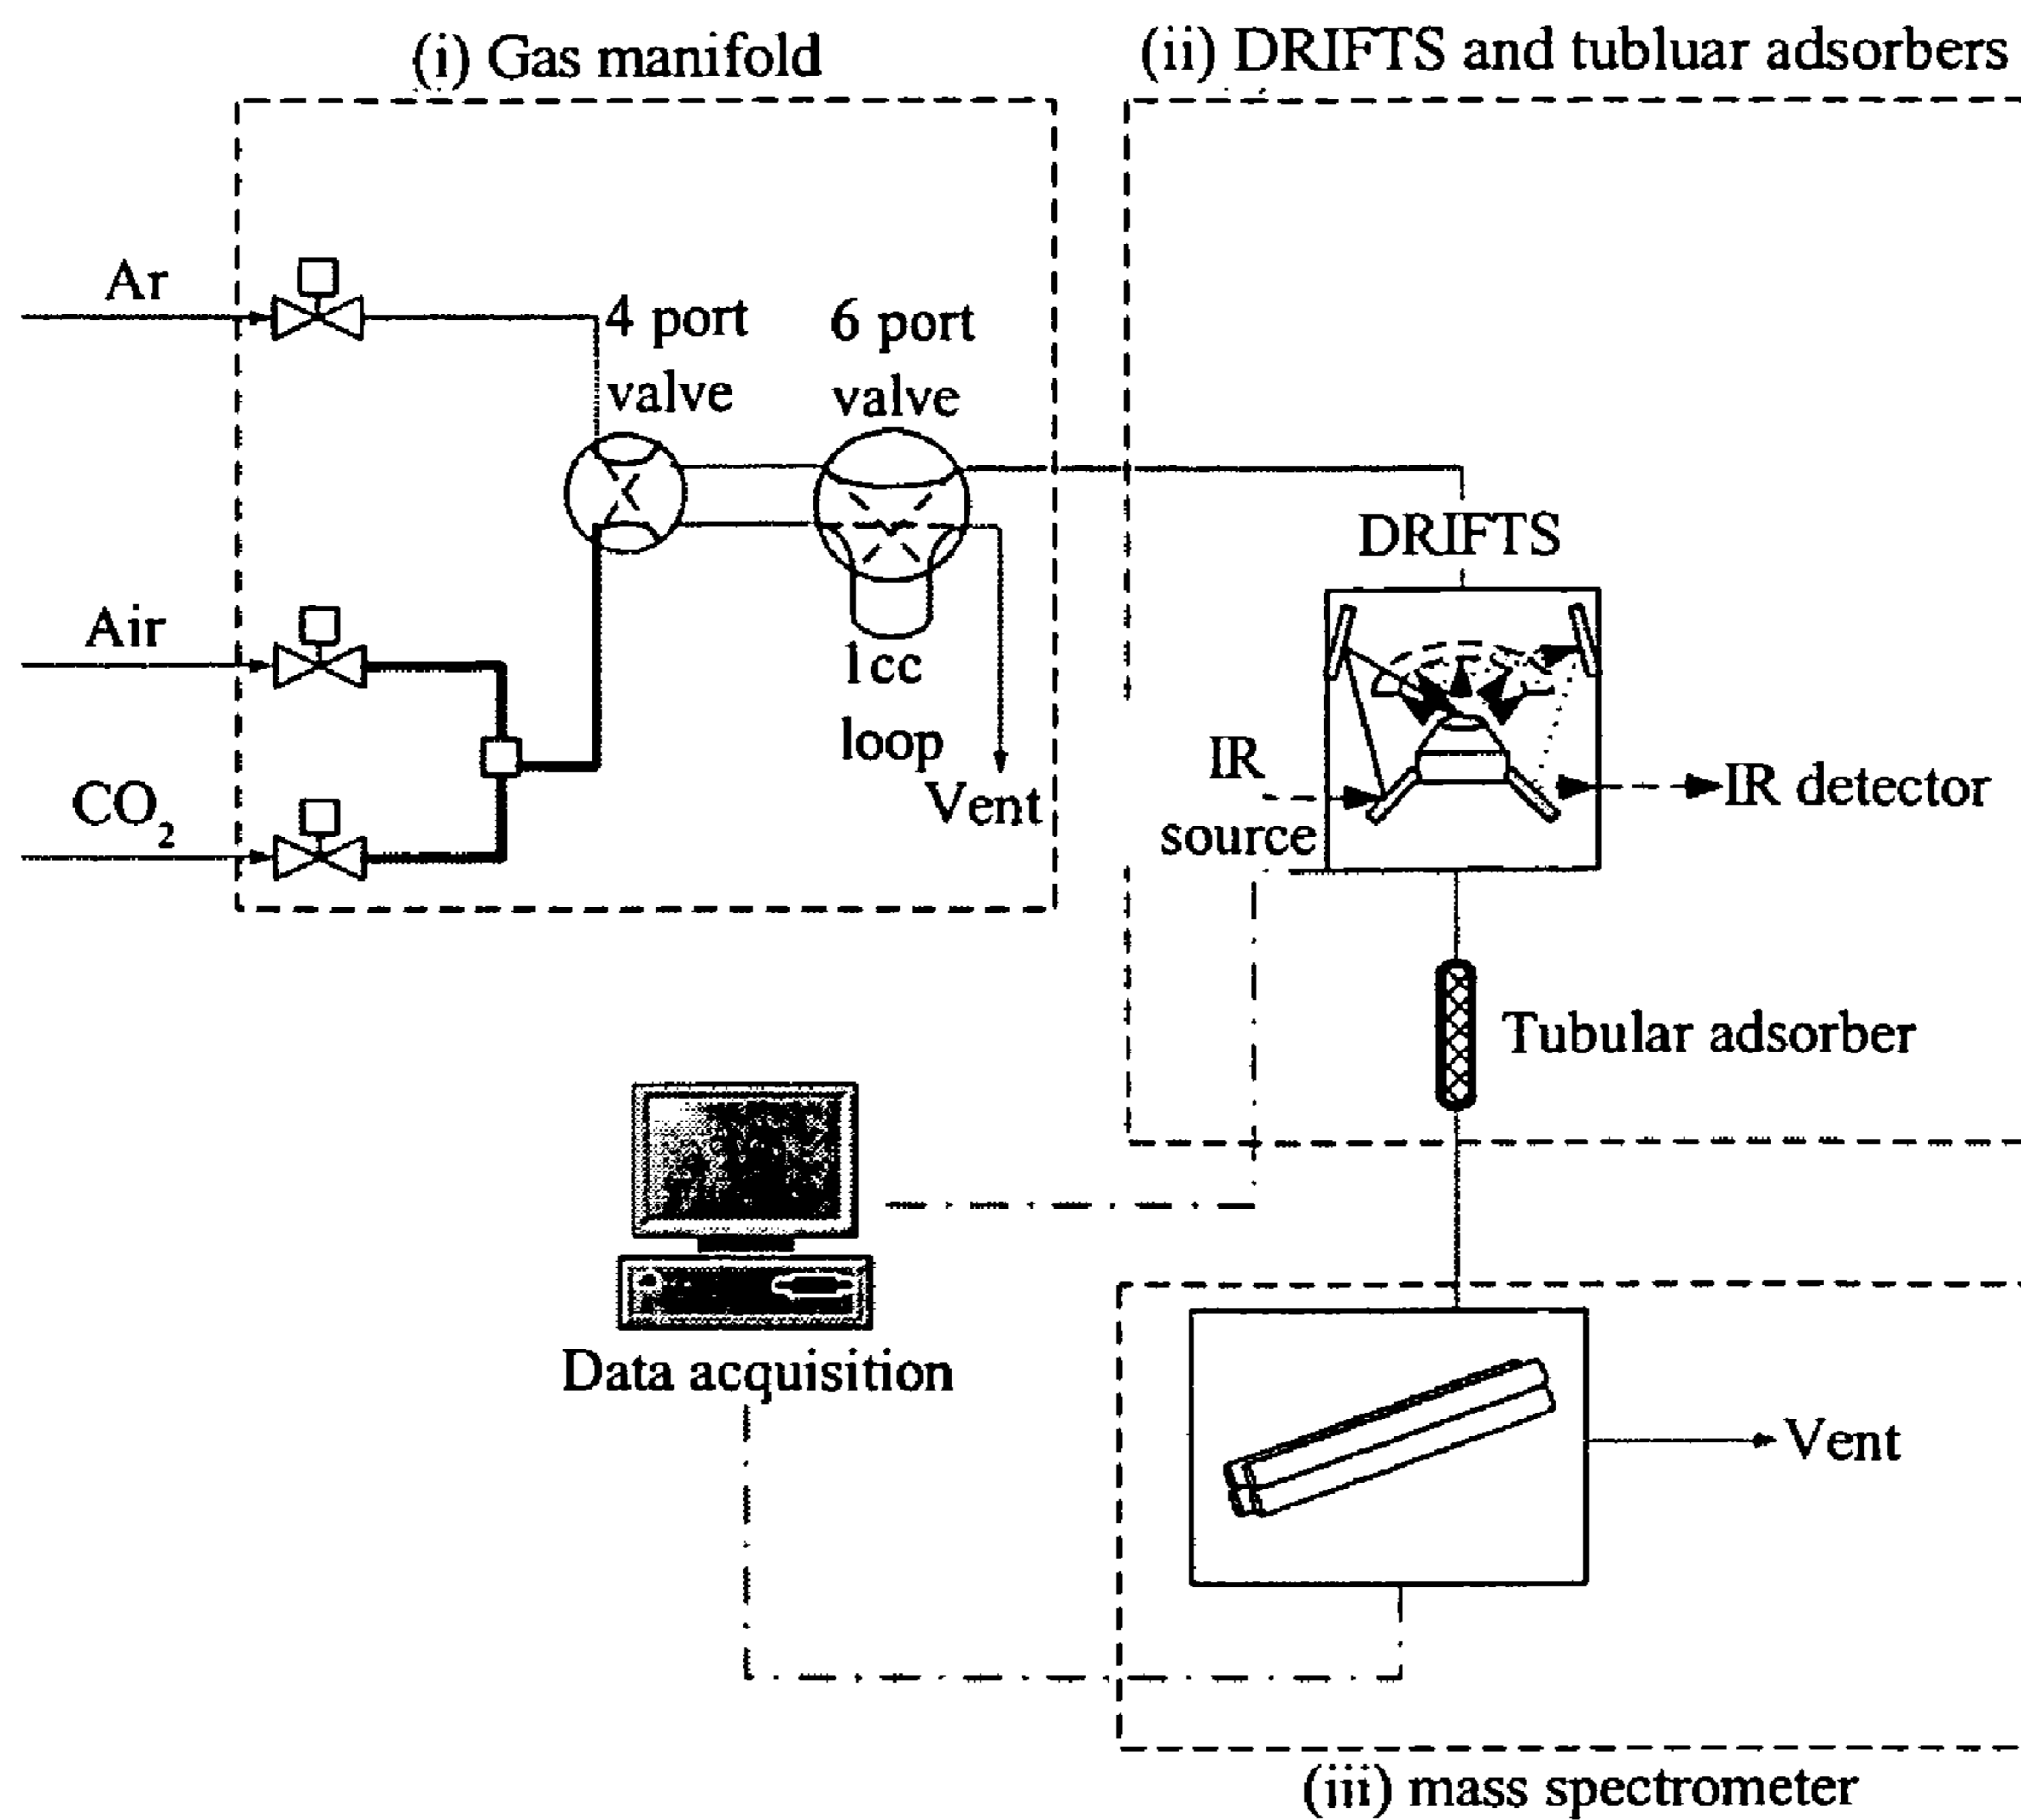 (i) Gas manifold
(ii) DRIFTS and tubluar adsorbers
Ar
4 port
valve
6 port
valve
Air
CO2
1cc
loop
Vent
DRIFTS
IR
source
IR detector
Tubular adsorber
Data acquisition
Vent
(iii) mass spectrometer